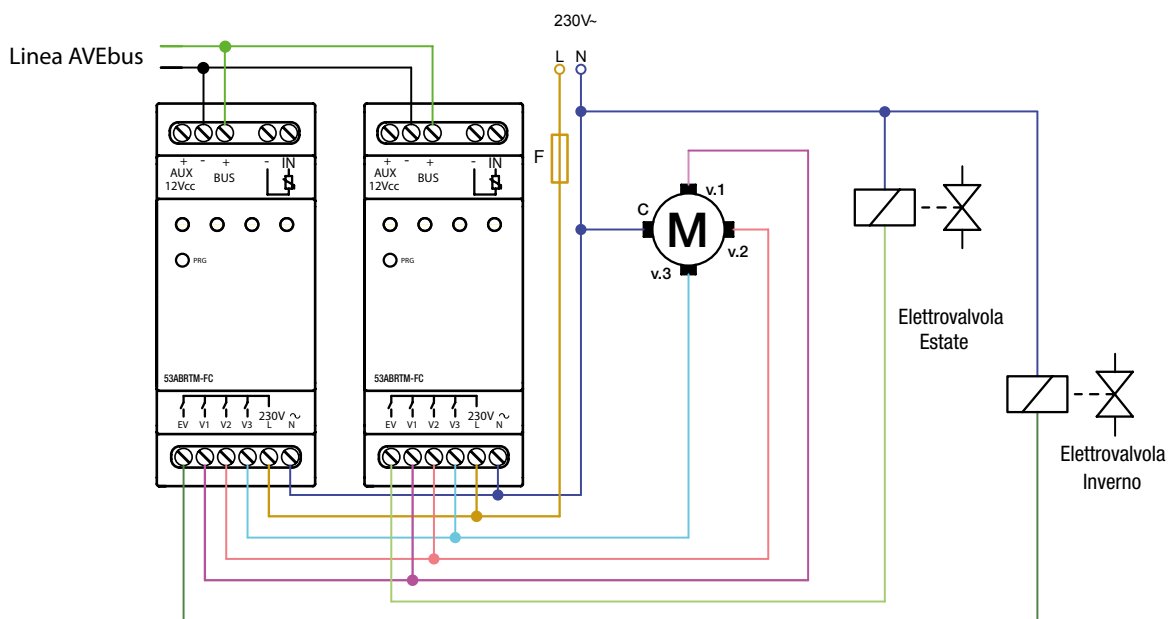 230V~
Linea AVEbus
L N
F
+ - + - IN
AUX
12Vcc
BUS
PRG
53ABRTM-FC
230V ~
EV V1 V2 V3 L N
+ - + - IN
AUX
12Vcc
BUS
PRG
53ABRTM-FC
230V ~
EV V1 V2 V3 L N
v.1
C
M
v.2
v.3
Elettrovalvola
Estate
Elettrovalvola
Inverno